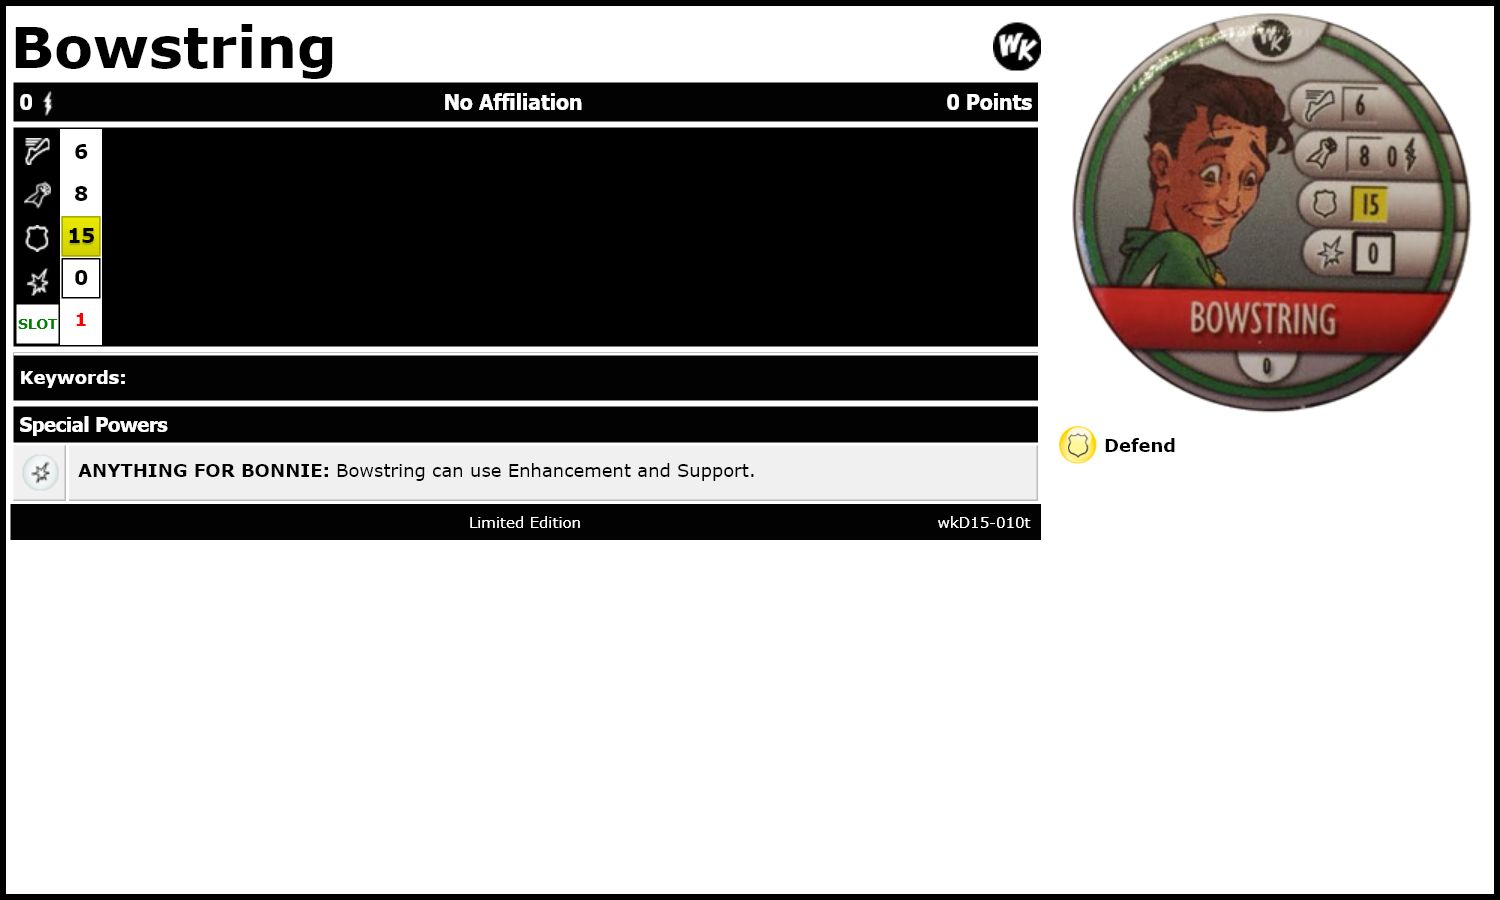 Bowstring
WK
0 No Affiliation 0 Points
6
8
15
0
SLOT 1
Keywords:
Special Powers
ANYTHING FOR BONNIE: Bowstring can use Enhancement and Support.
Limited Edition wkD15-010t
WK
6
8 0
15
0
BOWSTRING
0
Defend